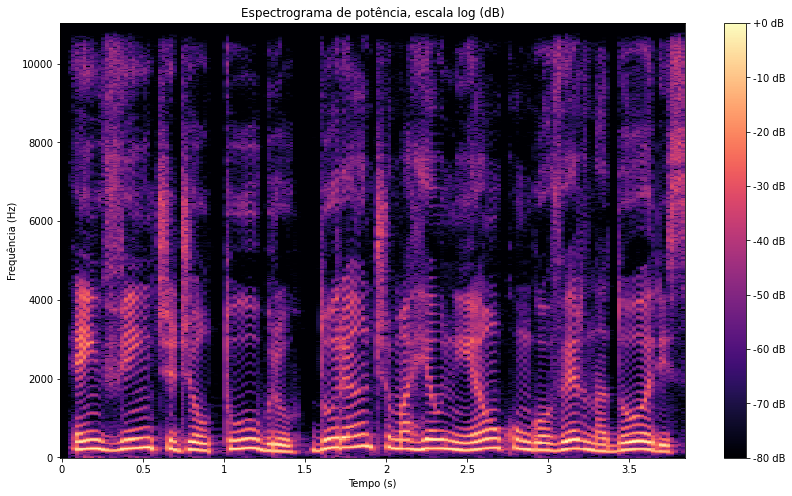 Espectrograma de potência, escala log (dB)
+0 dB
10000
-10 dB
8000
-20 dB
-30 dB
6000
Frequência (Hz)
-40 dB
4000
-50 dB
-60 dB
2000
-70 dB
0
-80 dB
0 0.5 1 1.5 2 2.5 3 3.5
Tempo (s)